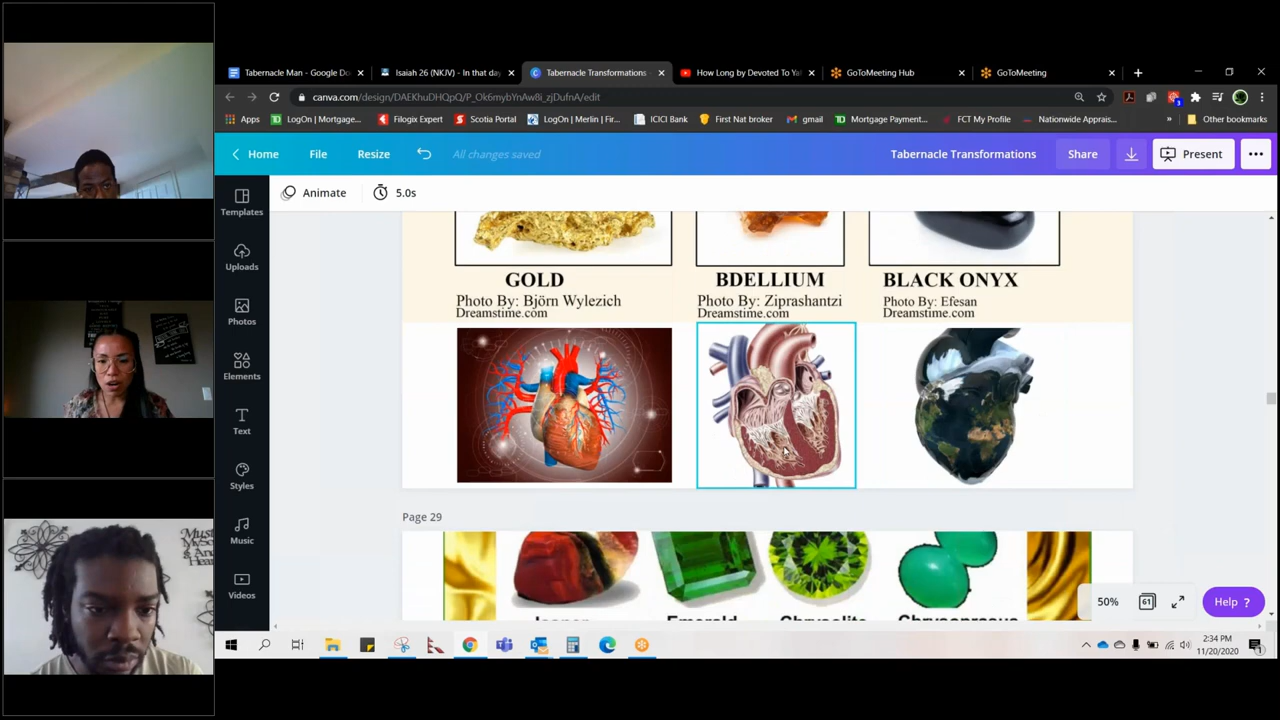 Tabernacle Man - Google Do
Isaiah 26 (NKJV) - In that day
Tabernacle Transformations
How Long by Devoted To Ya
GoToMeeting Hub
GoToMeeting
canva.com/design/DAEKhuDHQpQ/P_Ok6mybYnAw8i_zjDufnA/edit
Apps
LogOn | Mortgage...
Filogix Expert
Scotia Portal
LogOn | Merlin | Fir...
ICICI Bank
First Nat broker
gmail
Mortgage Payment...
FCT My Profile
Nationwide Apprais...
»
Other bookmarks
Home
File
Resize
All changes saved
Tabernacle Transformations
Share
Present
Animate
5.0s
Templates
Uploads
Photos
Elements
Text
Styles
Music
Videos
GOLD
Photo By: Björn Wylezich
Dreamstime.com
BDELLIUM
Photo By: Ziprashantzi
Dreamstime.com
BLACK ONYX
Photo By: Efesan
Dreamstime.com
Page 29
50%
61
Help ?
2:34 PM
11/20/2020